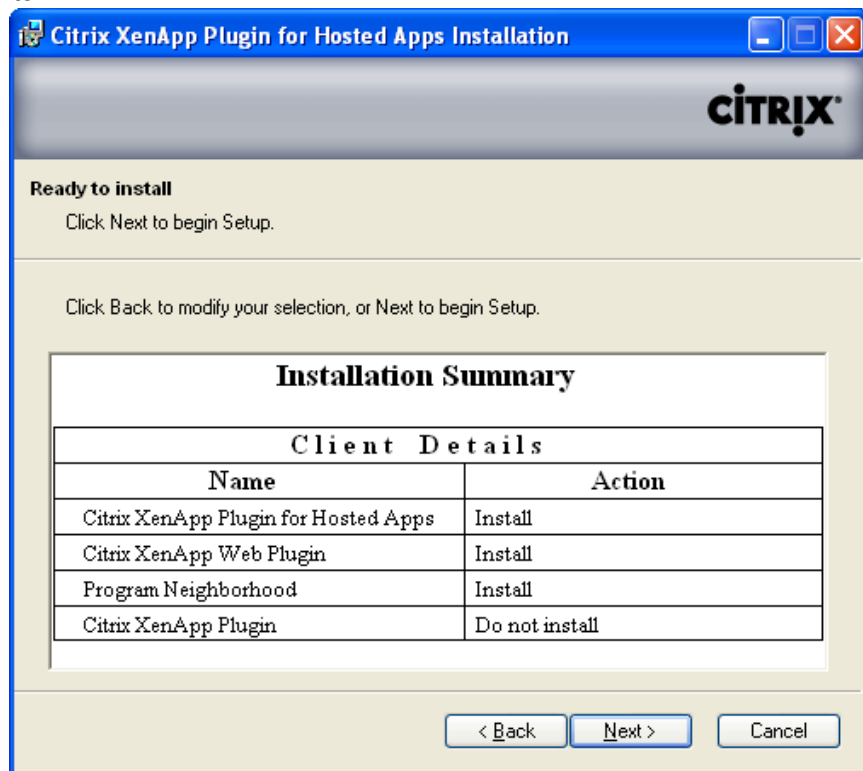 Citrix XenApp Plugin for Hosted Apps Installation
CITRIX
Ready to install
Click Next to begin Setup.
Click Back to modify your selection, or Next to begin Setup.
Installation Summary
Client Details
Name Action
Citrix XenApp Plugin for Hosted Apps Install
Citrix XenApp Web Plugin Install
Program Neighborhood Install
Citrix XenApp Plugin Do not install
< Back Next > Cancel